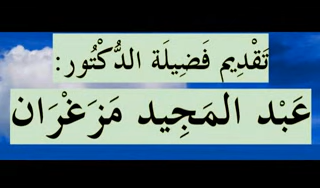 تَقْدِيم فَضِيلَة الدُّكْتُور:
عَبْد المَجِيد مَزَغْرَان